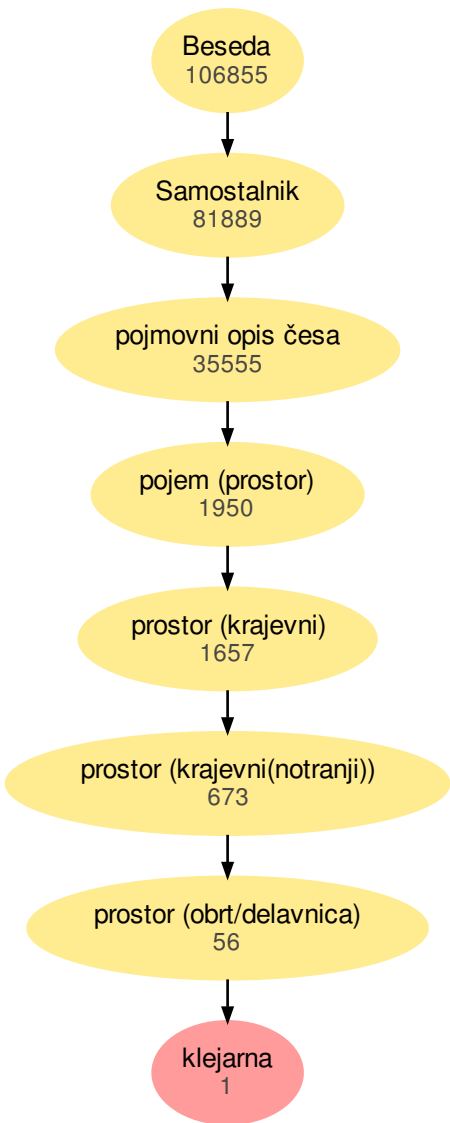 Beseda
106855
Samostalnik
81889
pojmovni opis česa
35555
pojem (prostor)
1950
prostor (krajevni)
1657
prostor (krajevni(notranji))
673
prostor (obrt/delavnica)
56
klejarna
1